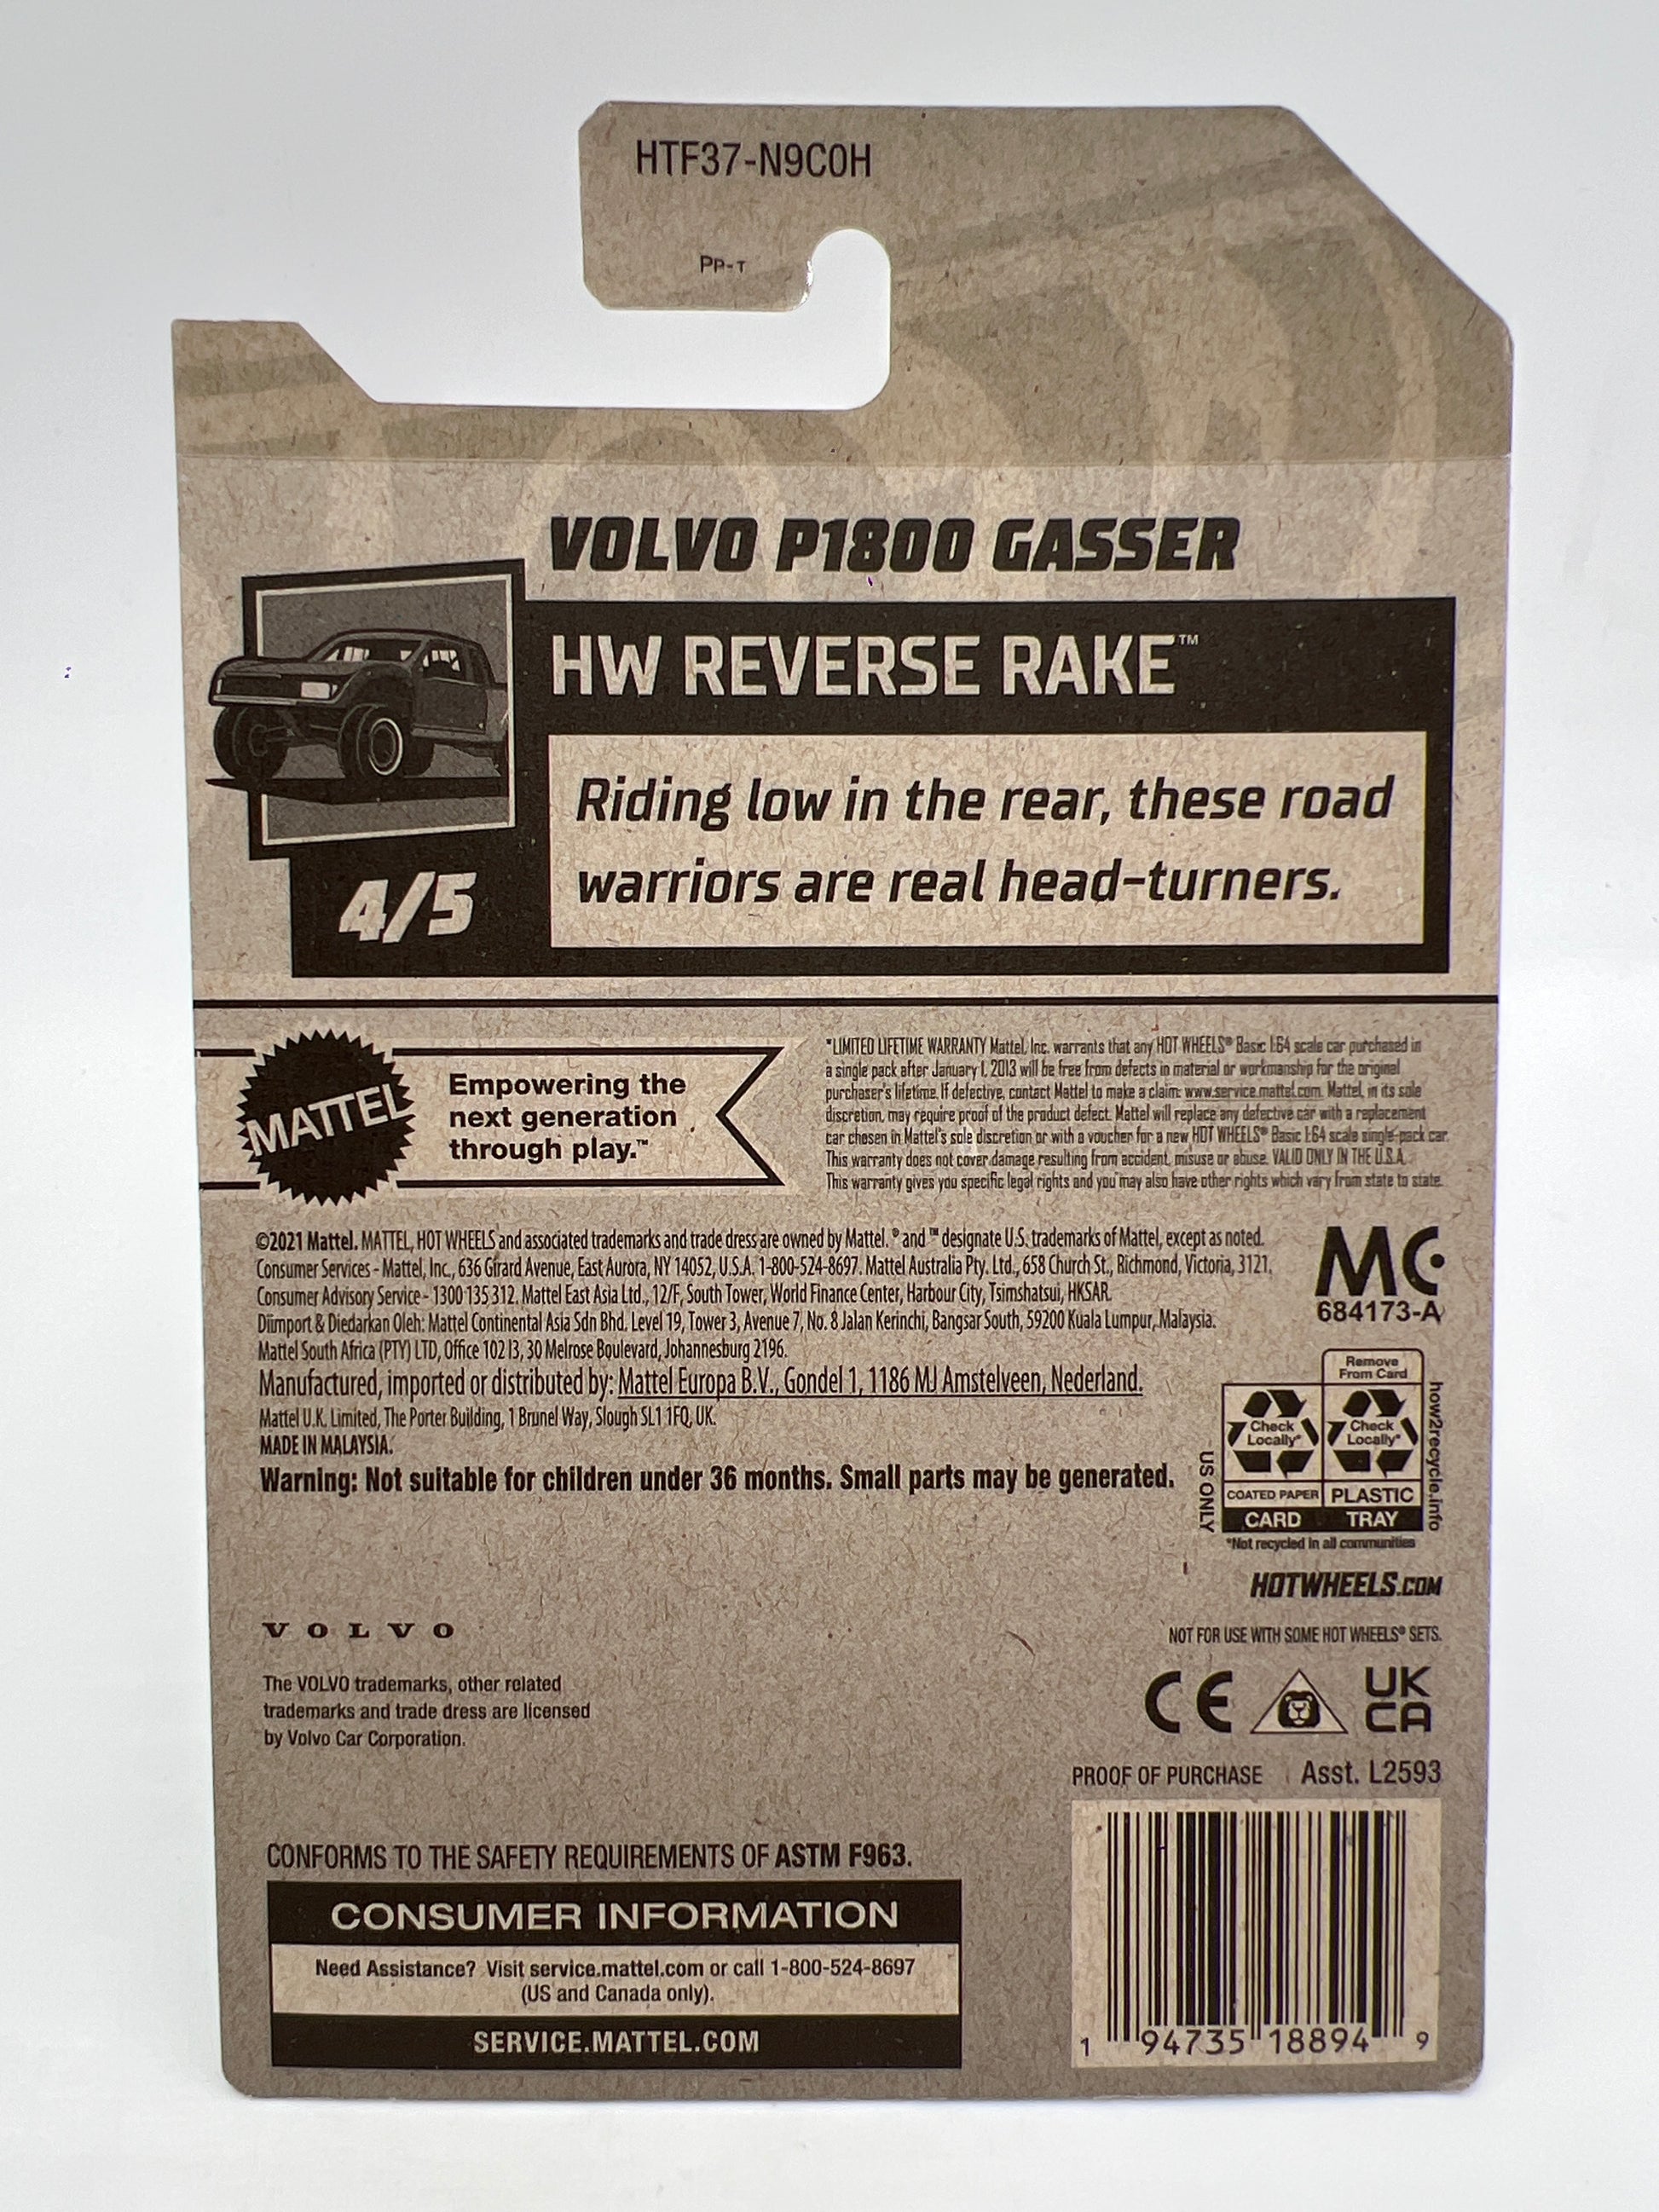 HTF37-N9C0H
PP-T
VOLVO P1800 GASSER
HW REVERSE RAKE™
Riding low in the rear, these road
warriors are real head-turners.
4/5
MATTEL
Empowering the
next generation
through play.™
*LIMITED LIFETIME WARRANTY Mattel, Inc. warrants that any HOT WHEELS® Basic 1:64 scale car purchased in
a single pack after January 1, 2013 will be free from defects in material or workmanship for the original
purchaser's lifetime. If defective, contact Mattel to make a claim: www.service.mattel.com. Mattel, in its sole
discretion, may require proof of the product defect. Mattel will replace any defective car with a replacement
car chosen in Mattel's sole discretion or with a voucher for a new HOT WHEELS® Basic 1:64 scale single-pack car.
This warranty does not cover damage resulting from accident, misuse or abuse. VALID ONLY IN THE U.S.A.
This warranty gives you specific legal rights and you may also have other rights which vary from state to state.
©2021 Mattel. MATTEL, HOT WHEELS and associated trademarks and trade dress are owned by Mattel. ® and ™ designate U.S. trademarks of Mattel, except as noted.
Consumer Services - Mattel, Inc., 636 Girard Avenue, East Aurora, NY 14052, U.S.A. 1-800-524-8697. Mattel Australia Pty. Ltd., 658 Church St., Richmond, Victoria, 3121.
Consumer Advisory Service - 1300 135 312. Mattel East Asia Ltd., 12/F, South Tower, World Finance Center, Harbour City, Tsimshatsui, HKSAR.
Diimport & Diedarkan Oleh: Mattel Continental Asia Sdn Bhd. Level 19, Tower 3, Avenue 7, No. 8 Jalan Kerinchi, Bangsar South, 59200 Kuala Lumpur, Malaysia.
Mattel South Africa (PTY) LTD, Office 102 I3, 30 Melrose Boulevard, Johannesburg 2196.
Manufactured, imported or distributed by: Mattel Europa B.V., Gondel 1, 1186 MJ Amstelveen, Nederland.
Mattel U.K. Limited, The Porter Building, 1 Brunel Way, Slough SL1 1FQ, UK.
MADE IN MALAYSIA.
Warning: Not suitable for children under 36 months. Small parts may be generated.
MC
684173-A
Remove
From Card
Check
Locally*
Check
Locally*
COATED PAPER
PLASTIC
CARD
TRAY
US ONLY
how2recycle.info
*Not recycled in all communities
HOTWHEELS.COM
NOT FOR USE WITH SOME HOT WHEELS® SETS.
VOLVO
The VOLVO trademarks, other related
trademarks and trade dress are licensed
by Volvo Car Corporation.
CE
UK
CA
PROOF OF PURCHASE
Asst. L2593
CONFORMS TO THE SAFETY REQUIREMENTS OF ASTM F963.
CONSUMER INFORMATION
Need Assistance? Visit service.mattel.com or call 1-800-524-8697
(US and Canada only).
SERVICE.MATTEL.COM
1 94735 18894 9